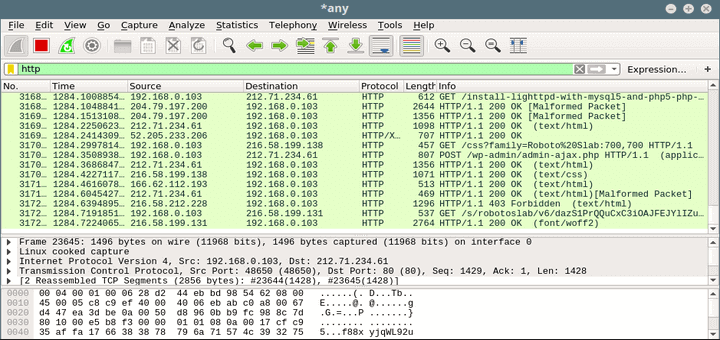 *any
File Edit View Go Capture Analyze Statistics Telephony Wireless Tools Help
http Expression... +
No. Time Source Destination Protocol Length Info
3168… 1284.1008854… 192.168.0.103 212.71.234.61 HTTP 612 GET /install-lighttpd-with-mysql5-and-php5-php-…
3169… 1284.1048841… 204.79.197.200 192.168.0.103 HTTP 2644 HTTP/1.1 200 OK [Malformed Packet]
3169… 1284.1513108… 204.79.197.200 192.168.0.103 HTTP 1356 HTTP/1.1 200 OK [Malformed Packet]
3169… 1284.2250623… 212.71.234.61 192.168.0.103 HTTP 1098 HTTP/1.1 200 OK (text/html)
3169… 1284.2414309… 52.205.233.206 192.168.0.103 HTTP/X… 707 HTTP/1.1 200 OK
3170… 1284.2997814… 192.168.0.103 216.58.199.138 HTTP 457 GET /css?family=Roboto%20Slab:700,700 HTTP/1.1
3170… 1284.3508938… 192.168.0.103 212.71.234.61 HTTP 807 POST /wp-admin/admin-ajax.php HTTP/1.1 (applic…
3170… 1284.3686847… 212.71.234.61 192.168.0.103 HTTP 1356 HTTP/1.1 200 OK (text/html)
3170… 1284.4227117… 216.58.199.138 192.168.0.103 HTTP 1071 HTTP/1.1 200 OK (text/css)
3171… 1284.4616078… 166.62.112.193 192.168.0.103 HTTP 513 HTTP/1.1 200 OK (text/html)
3171… 1284.6045427… 212.71.234.61 192.168.0.103 HTTP 469 HTTP/1.1 200 OK (text/html)[Malformed Packet]
3172… 1284.6394895… 216.58.212.228 192.168.0.103 HTTP 1296 HTTP/1.1 403 Forbidden (text/html)
3172… 1284.7191851… 192.168.0.103 216.58.199.131 HTTP 537 GET /s/robotoslab/v6/dazS1PrQQuCxC3iOAJFEJYlIZu…
3172… 1284.7224065… 216.58.199.131 192.168.0.103 HTTP 2764 HTTP/1.1 200 OK (font/woff2)
Frame 23645: 1496 bytes on wire (11968 bits), 1496 bytes captured (11968 bits) on interface 0
Linux cooked capture
Internet Protocol Version 4, Src: 192.168.0.103, Dst: 212.71.234.61
Transmission Control Protocol, Src Port: 48650 (48650), Dst Port: 80 (80), Seq: 1429, Ack: 1, Len: 1428
[2 Reassembled TCP Segments (2856 bytes): #23644(1428), #23645(1428)]
0000 00 04 00 01 00 06 28 d2 44 eb bd 98 54 62 08 00 ......(. D...Tb..
0010 45 00 05 c8 c9 ef 40 00 40 06 eb ab c0 a8 00 67 E.....@. @......g
0020 d4 47 ea 3d be 0a 00 50 d8 96 0b b9 fc 98 8c 7d .G.=...P .......}
0030 80 10 00 e5 b8 f3 00 00 01 01 08 0a 00 17 cf c9 ........ ........
0040 35 af fa 17 66 38 38 78 79 6a 71 57 4c 39 32 75 5...f88x yjqWL92u